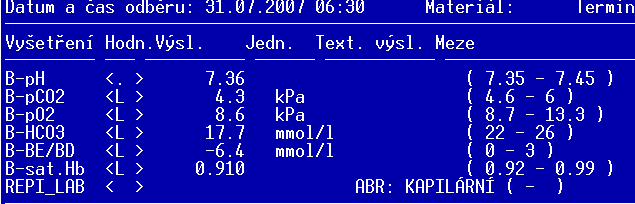 Datum a čas odběru: 31.07.2007 06:30 Materiál: Termín
Vyšetření Hodn.Výsl. Jedn. Text. výsl. Meze
B-pH <. > 7.36 ( 7.35 - 7.45 )
B-pCO2 <L > 4.3 kPa ( 4.6 - 6 )
B-pO2 <L > 8.6 kPa ( 8.7 - 13.3 )
B-HCO3 <L > 17.7 mmol/l ( 22 - 26 )
B-BE/BD <L > -6.4 mmol/l ( 0 - 3 )
B-sat.Hb <L > 0.910 ( 0.92 - 0.99 )
REPI_LAB < > ABR: KAPILÁRNÍ ( - )